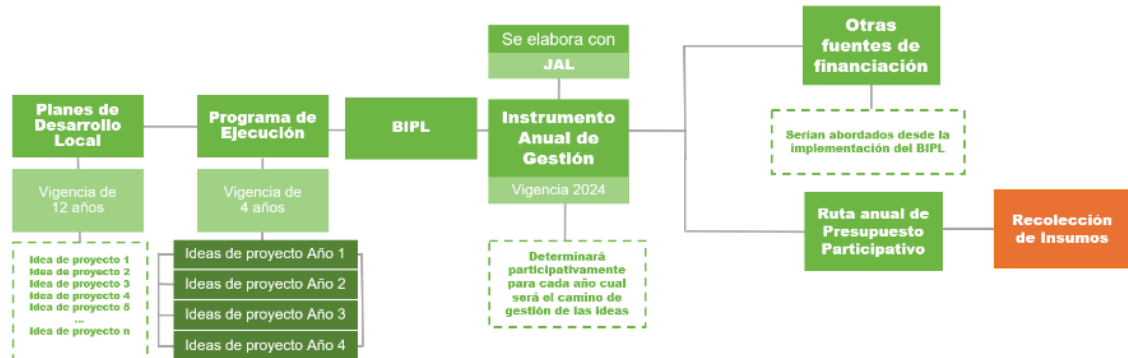 Planes de
Desarrollo
Local
Vigencia de
12 años
Idea de proyecto 1
Idea de proyecto 2
Idea de proyecto 3
Idea de proyecto 4
Idea de proyecto 5
...
Idea de proyecto n
Programa de
Ejecución
Vigencia de
4 años
Ideas de proyecto Año 1
Ideas de proyecto Año 2
Ideas de proyecto Año 3
Ideas de proyecto Año 4
BIPL
Se elabora con
JAL
Instrumento
Anual de
Gestión
Vigencia 2024
Determinará
participativamente
para cada año cual
será el camino de
gestión de las ideas
Otras
fuentes de
financiación
Serían abordados desde la
implementación del BIPL
Ruta anual de
Presupuesto
Participativo
Recolección
de Insumos